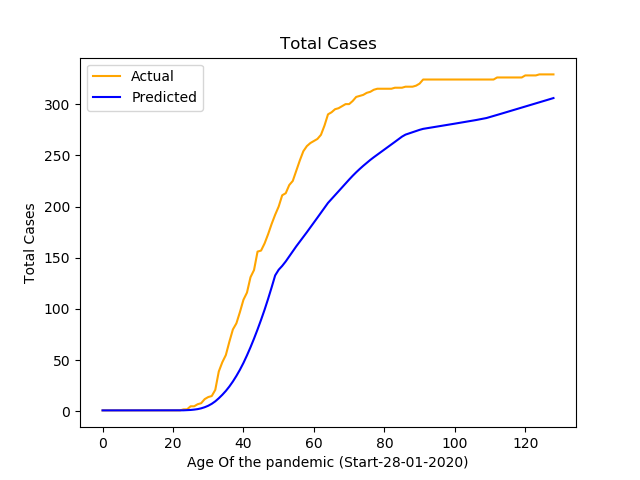 Total Cases
Actual
Predicted
Total Cases
300
250
200
150
100
50
0
0 20 40 60 80 100 120
Age Of the pandemic (Start-28-01-2020)